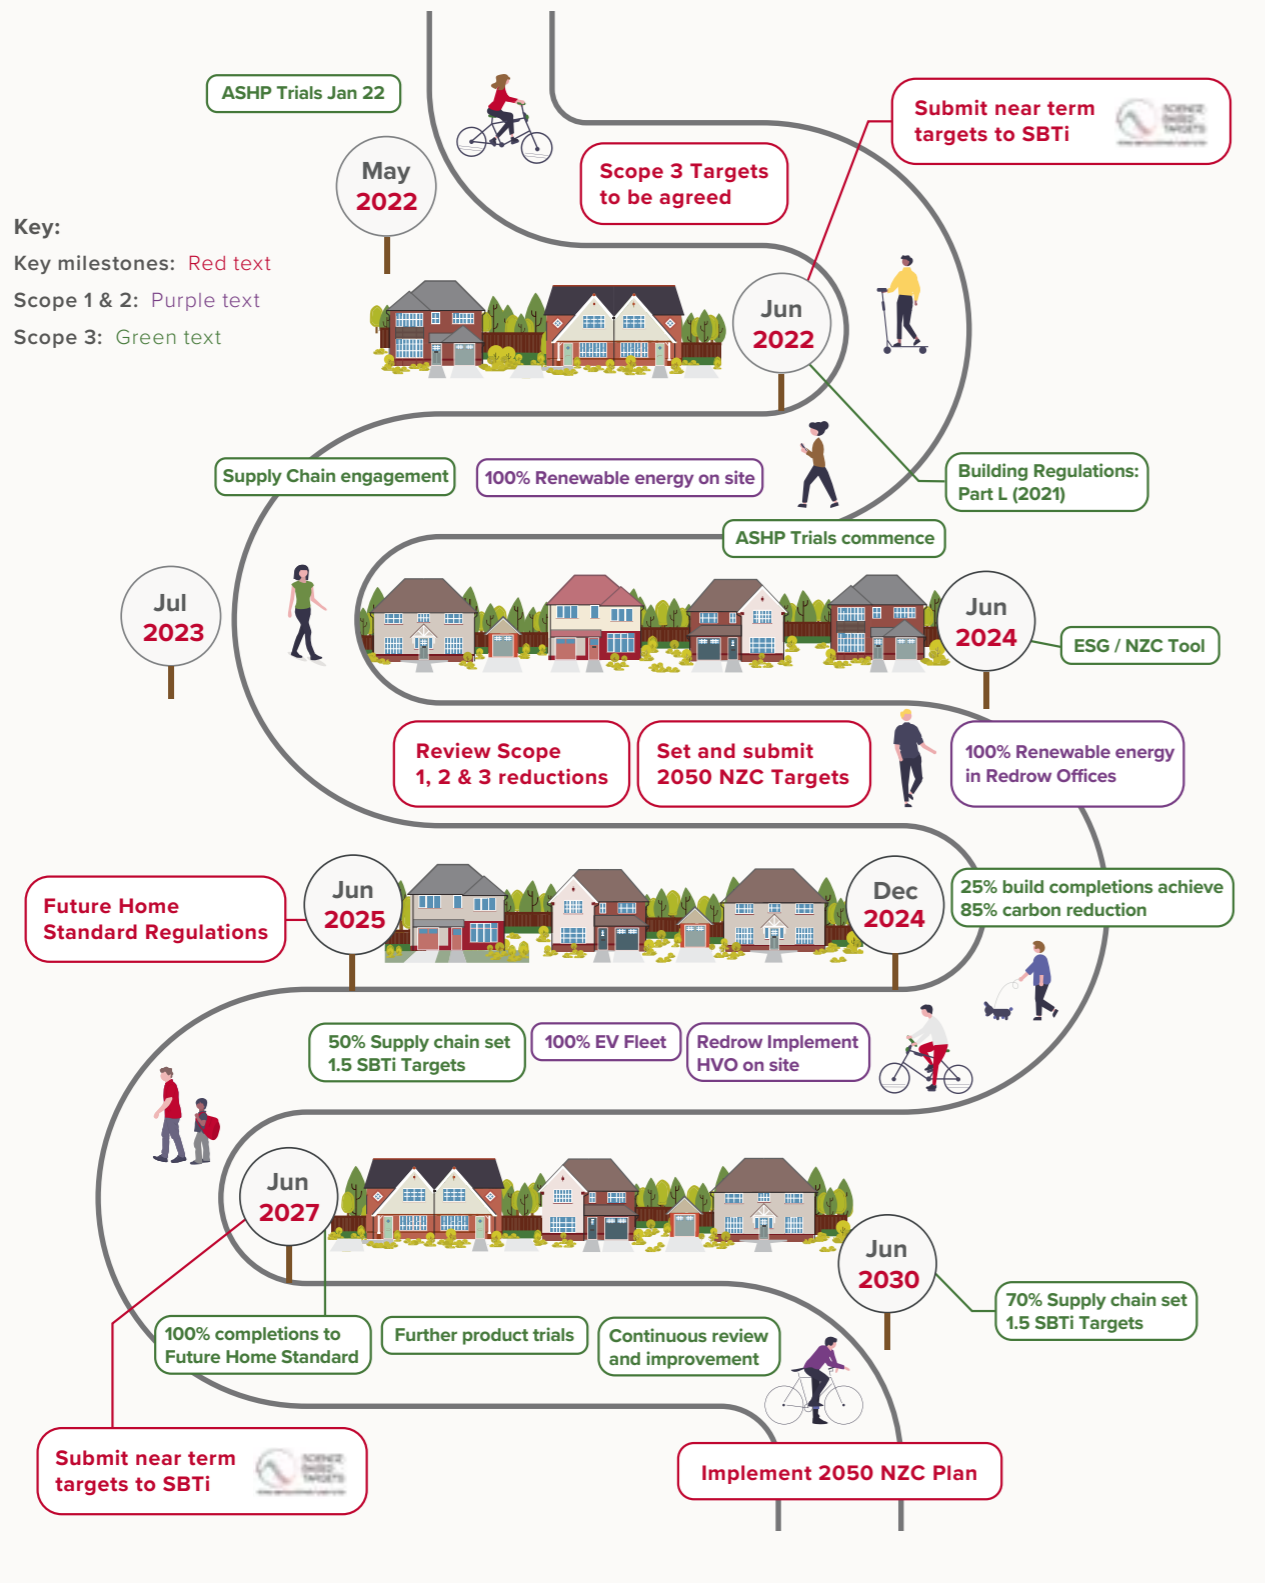 ASHP Trials Jan 22
Submit near term
targets to SBTi
SCIENCE
BASED
TARGETS
May
2022
Scope 3 Targets
to be agreed
Key:
Key milestones: Red text
Scope 1 & 2: Purple text
Scope 3: Green text
Jun
2022
Supply Chain engagement
100% Renewable energy on site
Building Regulations:
Part L (2021)
ASHP Trials commence
Jul
2023
Jun
2024
ESG / NZC Tool
Review Scope
1, 2 & 3 reductions
Set and submit
2050 NZC Targets
100% Renewable energy
in Redrow Offices
Future Home
Standard Regulations
Jun
2025
Dec
2024
25% build completions achieve
85% carbon reduction
50% Supply chain set
1.5 SBTi Targets
100% EV Fleet
Redrow Implement
HVO on site
Jun
2027
Jun
2030
70% Supply chain set
1.5 SBTi Targets
100% completions to
Future Home Standard
Further product trials
Continuous review
and improvement
Submit near term
targets to SBTi
SCIENCE
BASED
TARGETS
Implement 2050 NZC Plan